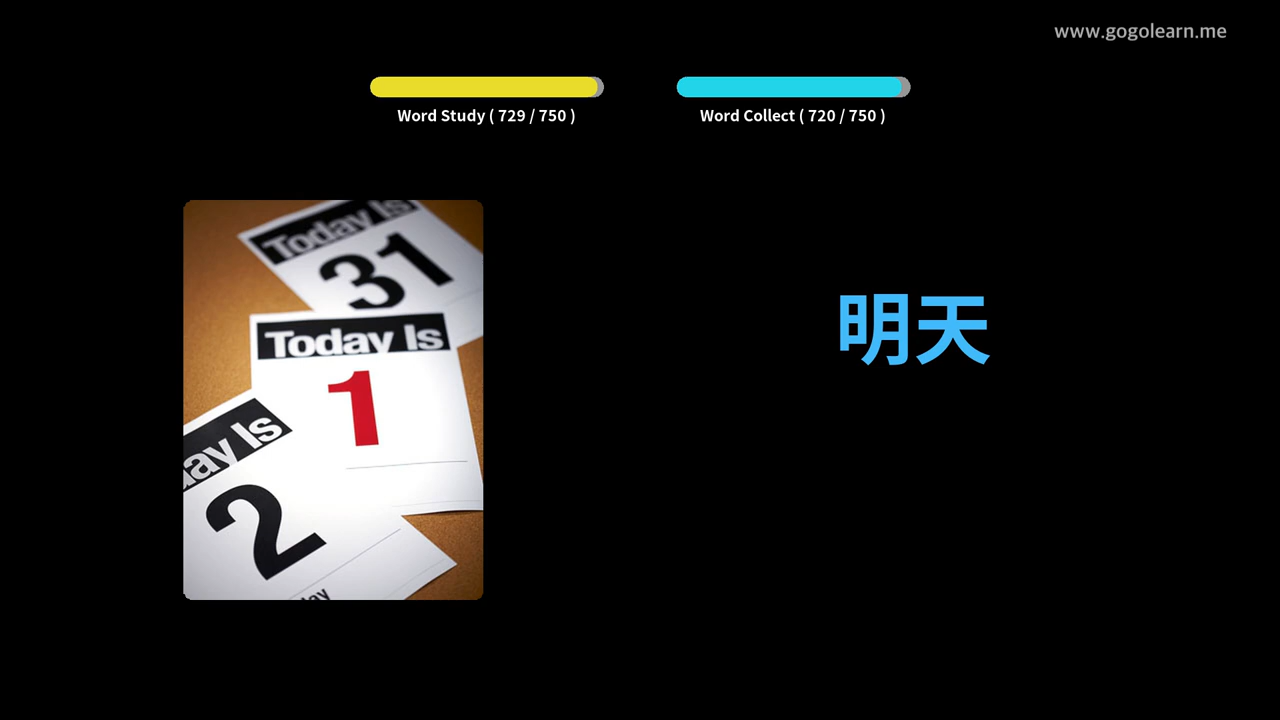 www.gogolearn.me
Word Study ( 729 / 750 )
Word Collect ( 720 / 750 )
Today Is
31
Today Is
1
ay Is
2
day
明天